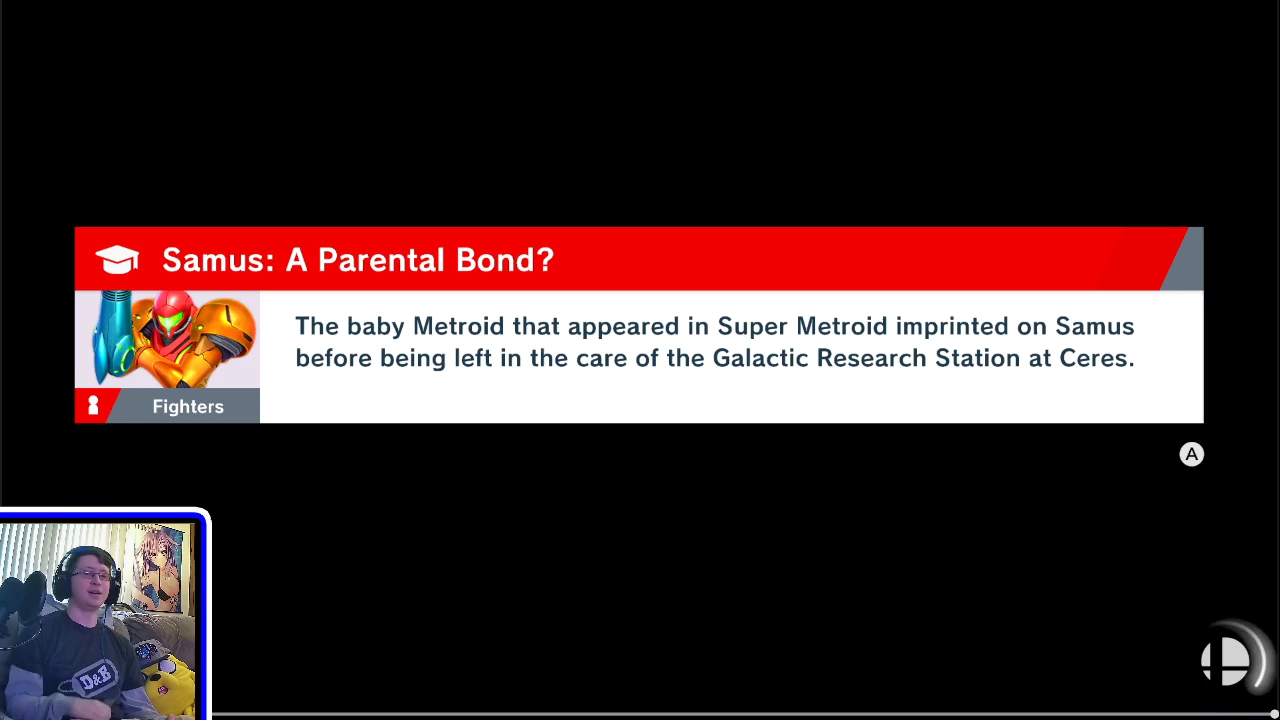 Samus: A Parental Bond?
The baby Metroid that appeared in Super Metroid imprinted on Samus
before being left in the care of the Galactic Research Station at Ceres.
Fighters
A
D&B